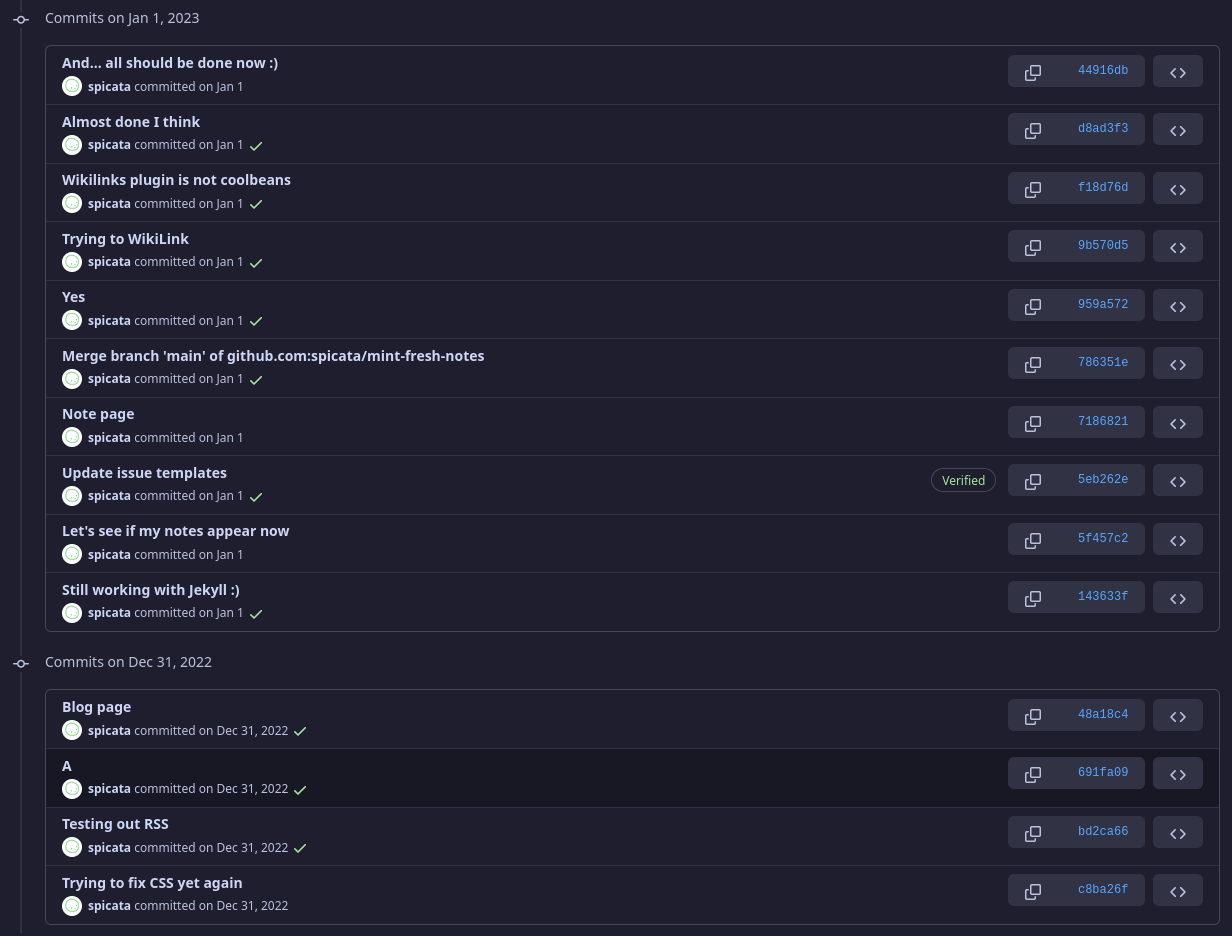 Commits on Jan 1, 2023
And... all should be done now :)
spicata committed on Jan 1
44916db
Almost done I think
spicata committed on Jan 1
d8ad3f3
Wikilinks plugin is not coolbeans
spicata committed on Jan 1
f18d76d
Trying to WikiLink
spicata committed on Jan 1
9b570d5
Yes
spicata committed on Jan 1
959a572
Merge branch 'main' of github.com:spicata/mint-fresh-notes
spicata committed on Jan 1
786351e
Note page
spicata committed on Jan 1
7186821
Update issue templates
spicata committed on Jan 1
Verified
5eb262e
Let's see if my notes appear now
spicata committed on Jan 1
5f457c2
Still working with Jekyll :)
spicata committed on Jan 1
143633f
Commits on Dec 31, 2022
Blog page
spicata committed on Dec 31, 2022
48a18c4
A
spicata committed on Dec 31, 2022
691fa09
Testing out RSS
spicata committed on Dec 31, 2022
bd2ca66
Trying to fix CSS yet again
spicata committed on Dec 31, 2022
c8ba26f